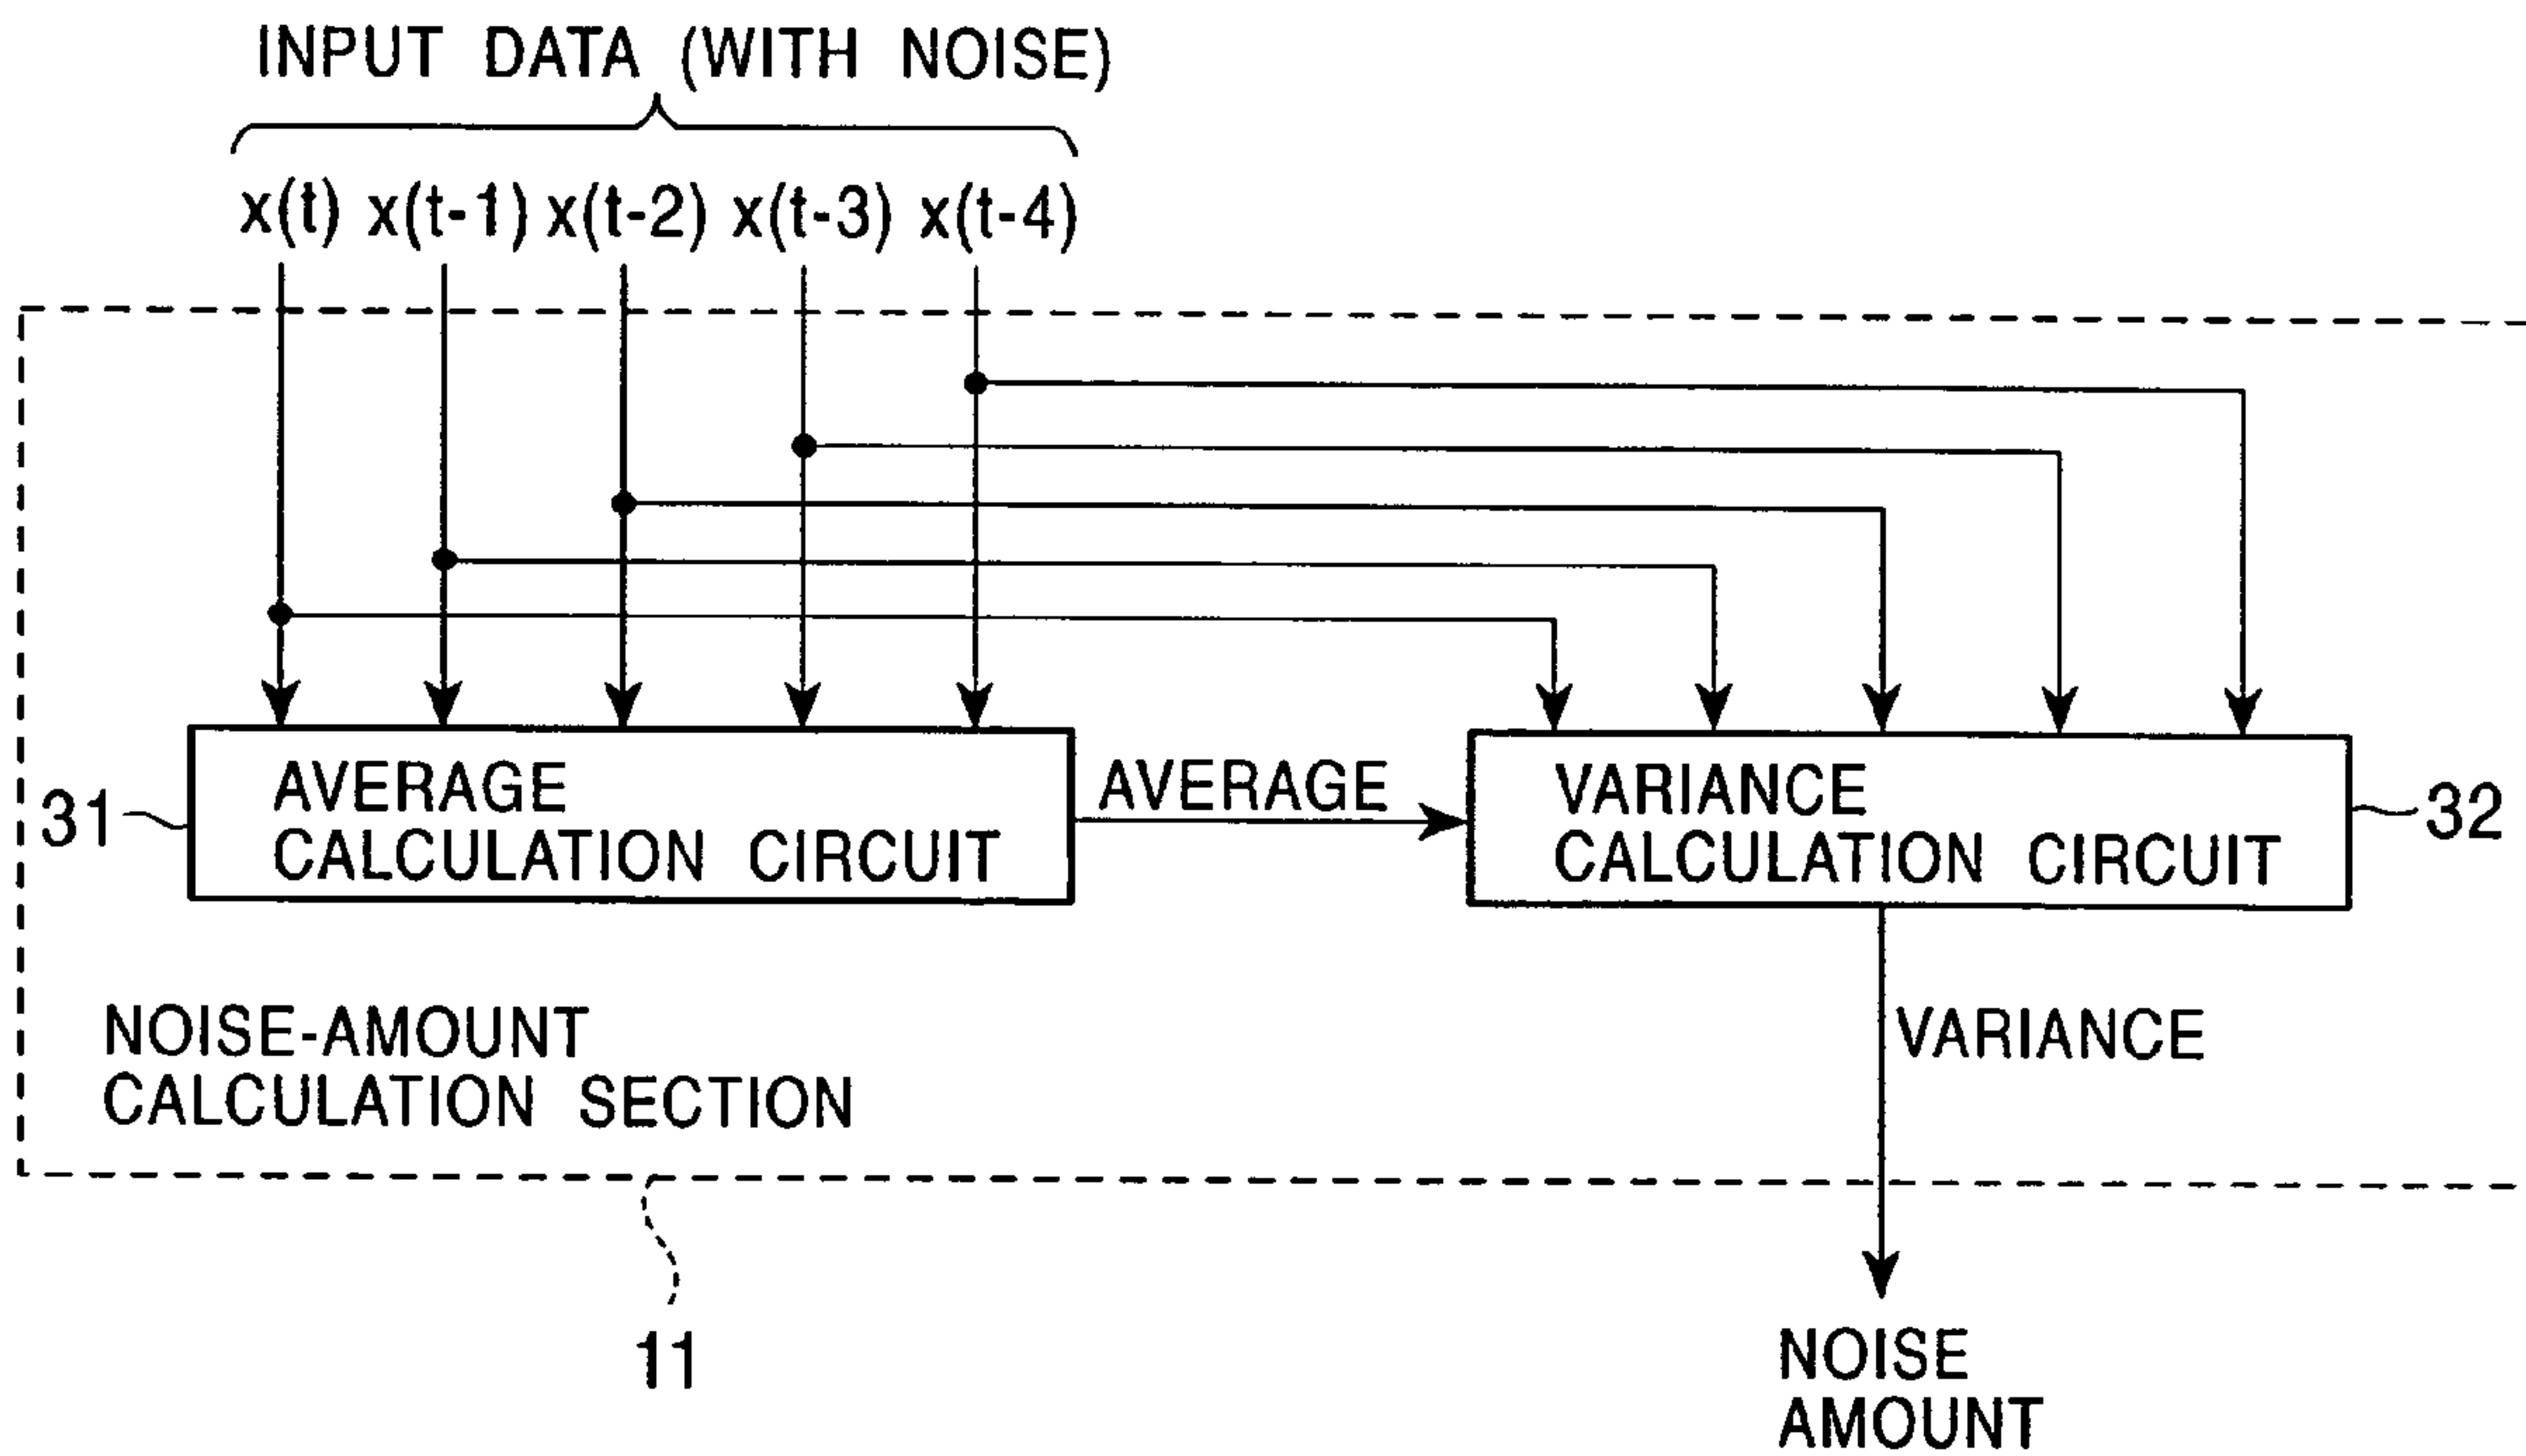 INPUT DATA (WITH NOISE)
x(t) x(t-1) x(t-2) x(t-3) x(t-4)
31
AVERAGE
CALCULATION CIRCUIT
AVERAGE
VARIANCE
CALCULATION CIRCUIT
32
NOISE-AMOUNT
CALCULATION SECTION
VARIANCE
11
NOISE
AMOUNT